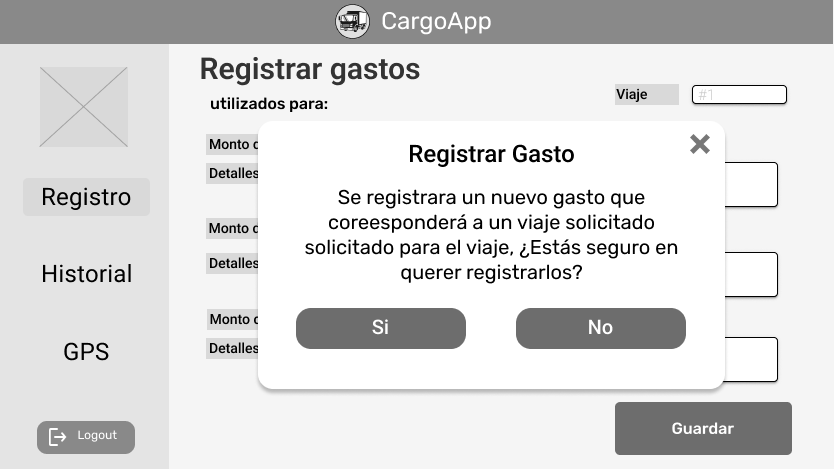 CargoApp
Registrar gastos
utilizados para:
Viaje
#1
Registro
Historial
GPS
Logout
Monto
Detalles
Monto
Detalles
Monto
Detalles
Registrar Gasto
Se registrara un nuevo gasto que
coreesponderá a un viaje solicitado
solicitado para el viaje, ¿Estás seguro en
querer registrarlos?
Si
No
Guardar